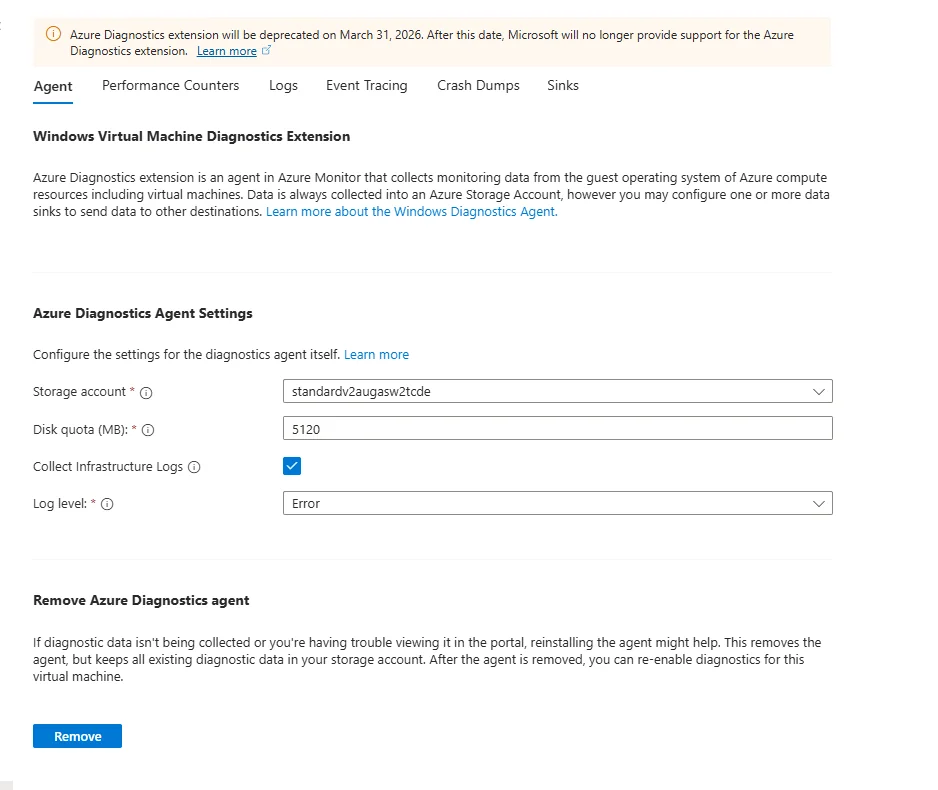 Azure Diagnostics extension will be deprecated on March 31, 2026. After this date, Microsoft will no longer provide support for the Azure
Diagnostics extension. Learn more
Agent Performance Counters Logs Event Tracing Crash Dumps Sinks
Windows Virtual Machine Diagnostics Extension
Azure Diagnostics extension is an agent in Azure Monitor that collects monitoring data from the guest operating system of Azure compute
resources including virtual machines. Data is always collected into an Azure Storage Account, however you may configure one or more data
sinks to send data to other destinations. Learn more about the Windows Diagnostics Agent.
Azure Diagnostics Agent Settings
Configure the settings for the diagnostics agent itself. Learn more
Storage account * standardv2augasw2tcde
Disk quota (MB): * 5120
Collect Infrastructure Logs
Log level: * Error
Remove Azure Diagnostics agent
If diagnostic data isn't being collected or you're having trouble viewing it in the portal, reinstalling the agent might help. This removes the
agent, but keeps all existing diagnostic data in your storage account. After the agent is removed, you can re-enable diagnostics for this
virtual machine.
Remove